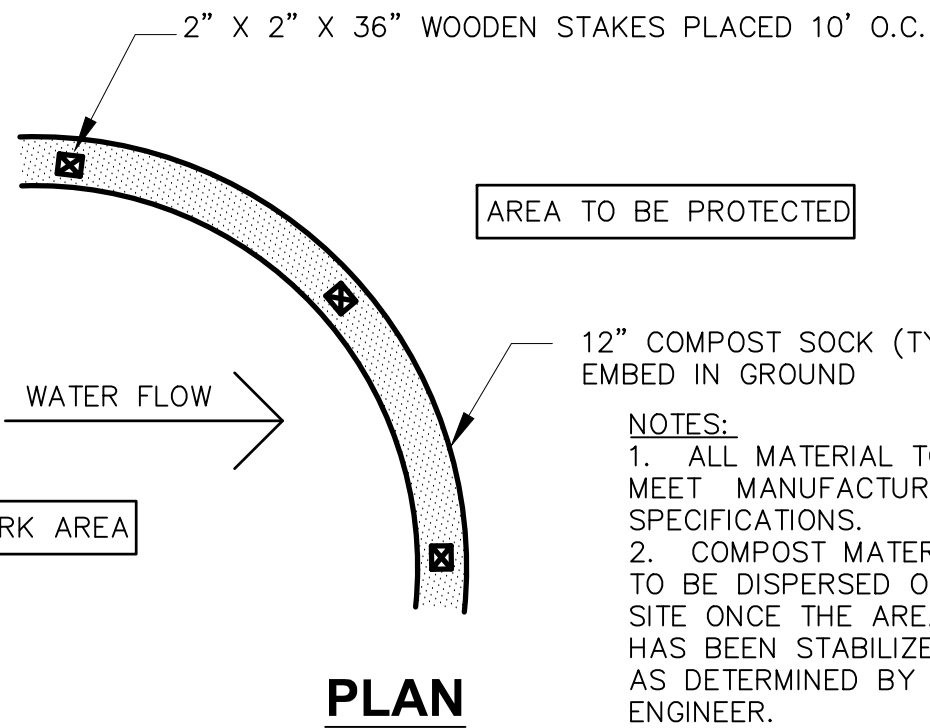 2” X 2” X 36” WOODEN STAKES PLACED 10’ O.C.
AREA TO BE PROTECTED
12” COMPOST SOCK
EMBED IN GROUND
WATER FLOW
NOTES:
1. ALL MATERIAL
MEET MANUFACTUR
SPECIFICATIONS.
RK AREA
2. COMPOST MATER
TO BE DISPERSED
SITE ONCE THE ARE
HAS BEEN STABILIZE
AS DETERMINED BY
ENGINEER.
PLAN